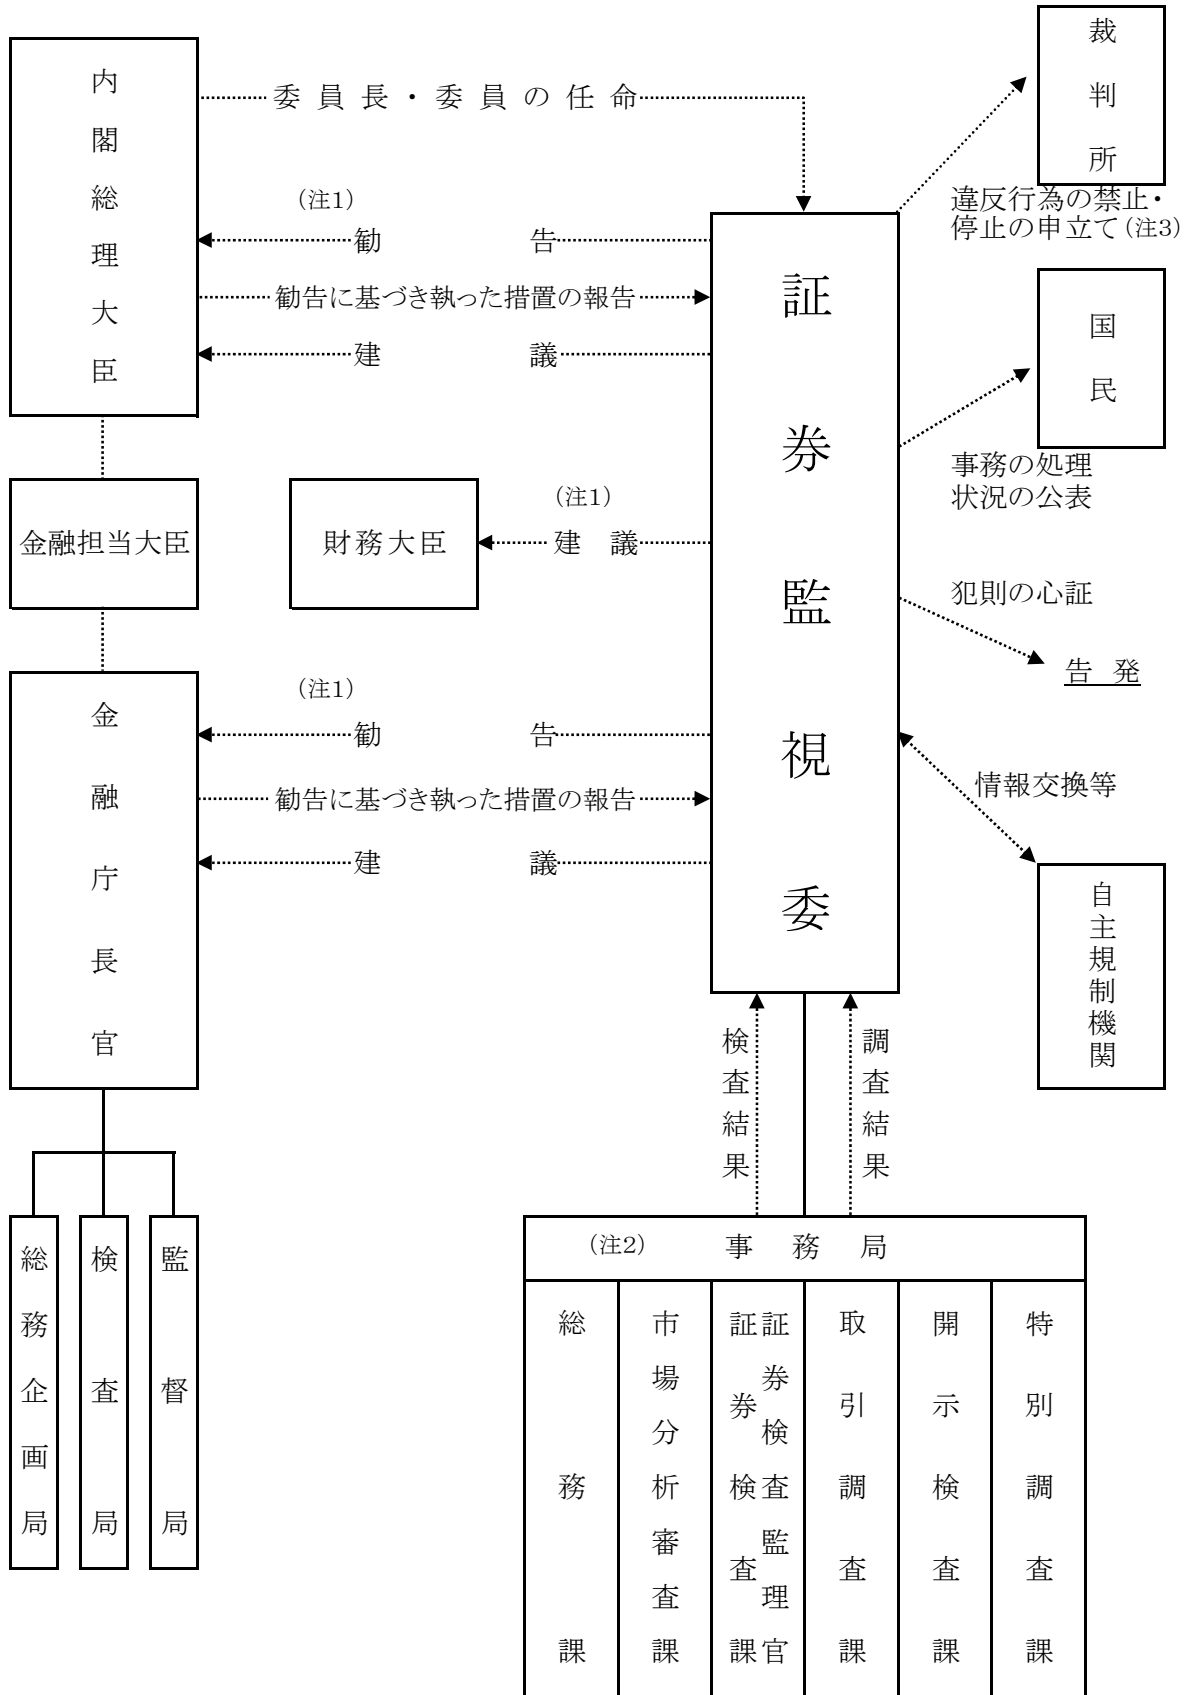 内閣総理大臣
委員長・委員の任命
(注1)
勧告
勧告に基づき執った措置の報告
建議
金融担当大臣
財務大臣
(注1)
建議
金融庁長官
(注1)
勧告
勧告に基づき執った措置の報告
建議
総務企画局
検査局
監督局
証券監視委
裁判所
違反行為の禁止・
停止の申立て(注3)
国民
事務の処理
状況の公表
犯則の心証
告発
情報交換等
自主規制機関
検査結果
調査結果
(注2) 事務局
総務課
市場分析審査課
証券検査課
証券検査監理官
取引調査課
開示検査課
特別調査課